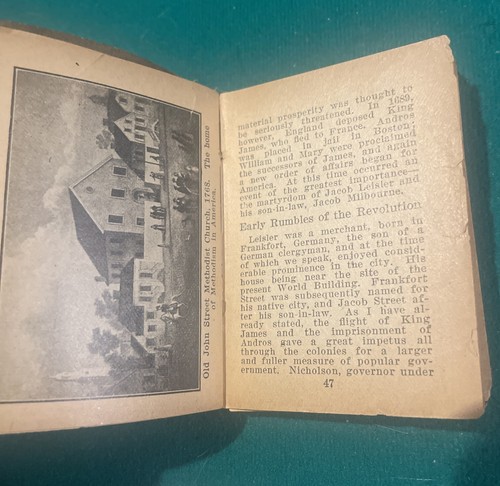 Old John Street Methodist Church, 1768. The home
of Methodism in America.
material prosperity was thought to
be seriously threatened. In 1689,
however, England deposed King
James, who fled to France. Andros
was placed in jail in Boston;
William and Mary were proclaimed
the successors of James, and again
a new order of affairs began for
America. At this time occurred an
event of the greatest importance—
the martyrdom of Jacob Leisler and
his son-in-law, Jacob Milbourne.
Early Rumbles of the Revolution
Leisler was a merchant, born in
Frankfort, Germany, the son of a
German clergyman, and at the time
of which we speak, enjoyed consid-
erable prominence in the city. His
house being near the site of the
present World Building. Frankfort
Street was subsequently named for
his native city, and Jacob Street af-
ter his son-in-law. As I have al-
ready stated, the flight of King
James and the imprisonment of
Andros gave a great impetus all
through the colonies for a larger
and fuller measure of popular gov-
ernment. Nicholson, governor under
47